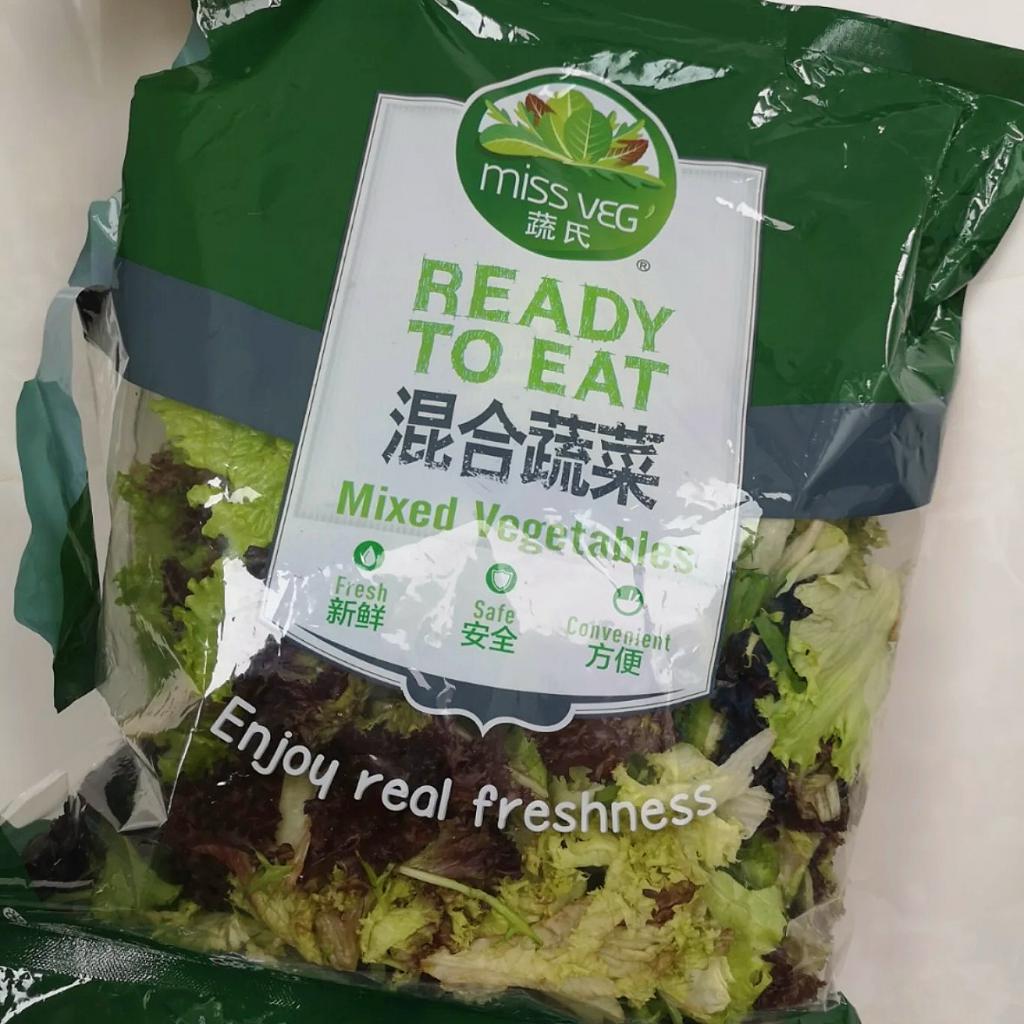 miss VEG
蔬氏
®
READY
TO EAT
混合蔬菜
Mixed Vegetables
Fresh
新鲜
Safe
安全
Convenient
方便
Enjoy real freshness